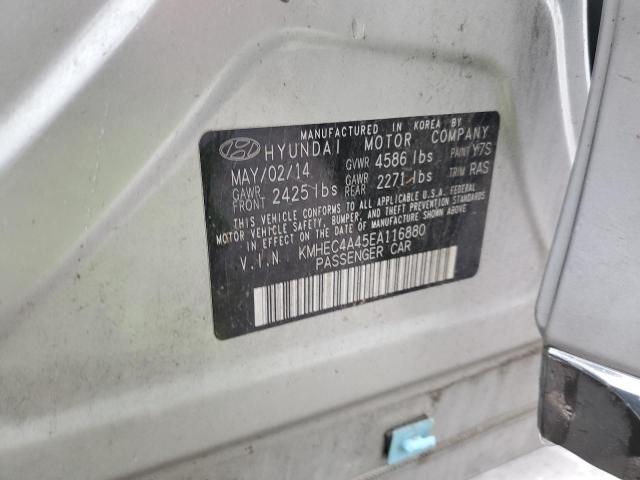 MANUFACTURED IN KOREA BY
HYUNDAI MOTOR COMPANY
MAY/02/14 GVWR 4586 lbs PAINT Y7S
GAWR FRONT 2425 lbs GAWR REAR 2271 lbs TRIM RAS
THIS VEHICLE CONFORMS TO ALL APPLICABLE U.S.A. FEDERAL
MOTOR VEHICLE SAFETY, BUMPER, AND THEFT PREVENTION STANDARDS
IN EFFECT ON THE DATE OF MANUFACTURE SHOWN ABOVE.
V.I.N KMHEC4A45EA116880
PASSENGER CAR